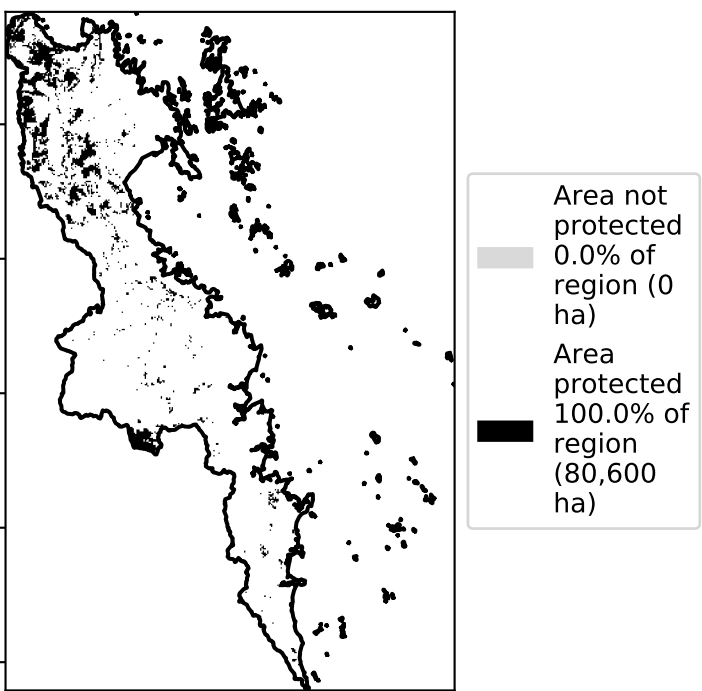 Area not
protected
0.0% of
region (0
ha)
Area
protected
100.0% of
region
(80,600
ha)